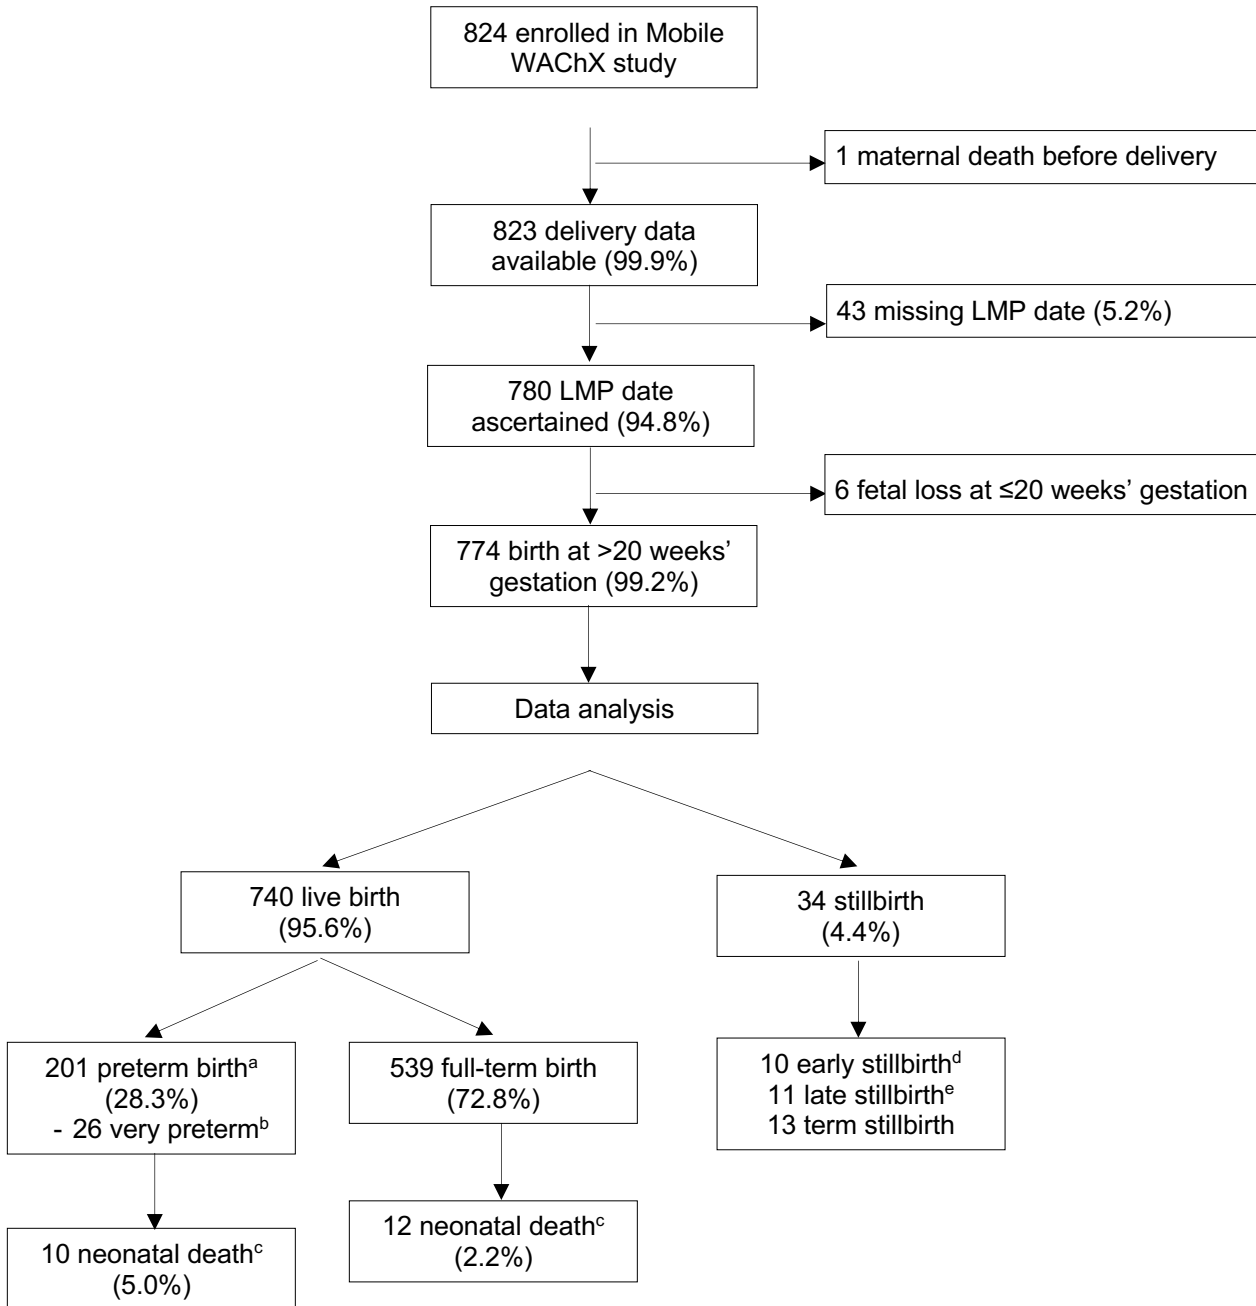 824 enrolled in Mobile
WAChX study
1 maternal death before delivery
823 delivery data
available (99.9%)
43 missing LMP date (5.2%)
780 LMP date
ascertained (94.8%)
6 fetal loss at ≤20 weeks’ gestation
774 birth at >20 weeks’
gestation (99.2%)
Data analysis
740 live birth
(95.6%)
34 stillbirth
(4.4%)
201 preterm birthᵃ
(28.3%)
- 26 very pretermᵇ
539 full-term birth
(72.8%)
10 early stillbirthᵈ
11 late stillbirthᵉ
13 term stillbirth
10 neonatal deathᶜ
(5.0%)
12 neonatal deathᶜ
(2.2%)